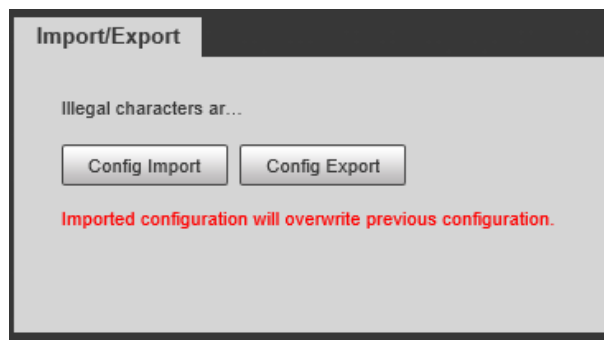 Import/Export
Illegal characters ar...
Config Import Config Export
Imported configuration will overwrite previous configuration.